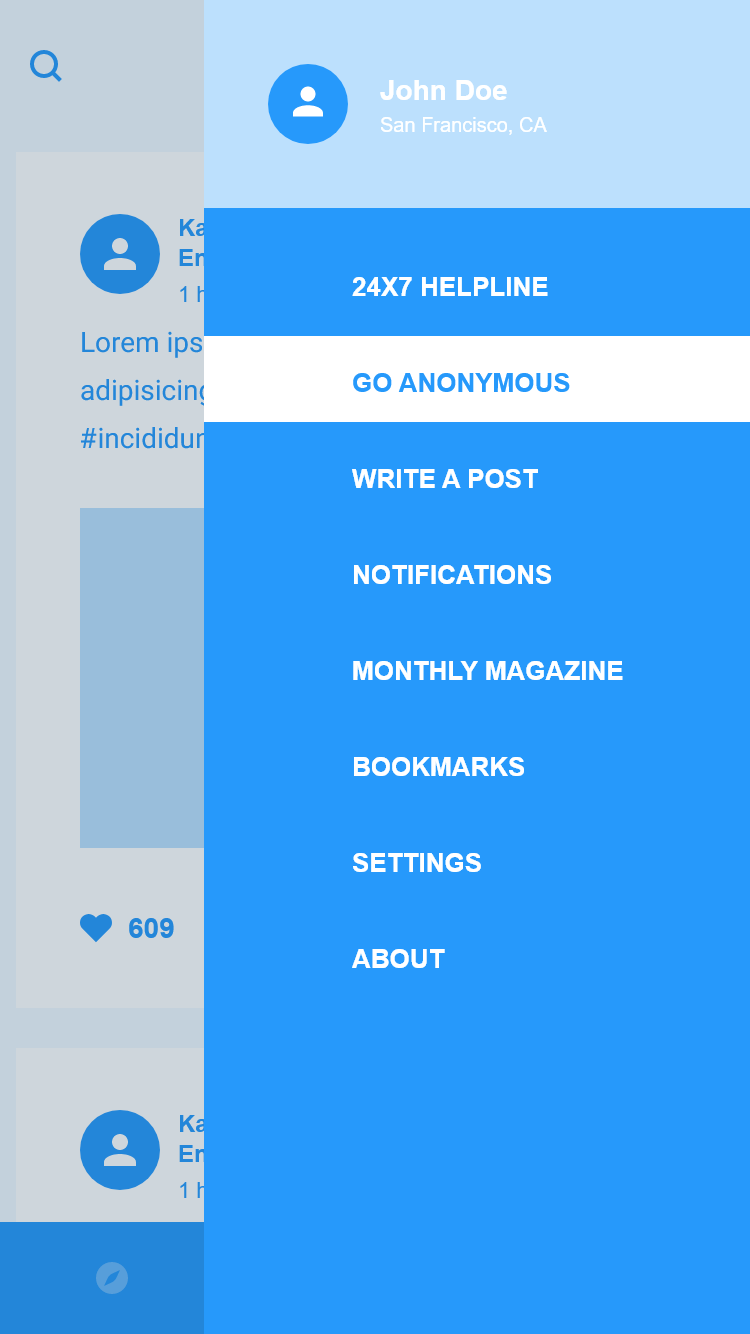 John Doe
San Francisco, CA
24X7 HELPLINE
GO ANONYMOUS
WRITE A POST
NOTIFICATIONS
MONTHLY MAGAZINE
BOOKMARKS
SETTINGS
ABOUT
Ka
En
1 h
Lorem ips
adipisicing
#incididun
609
Ka
En
1 h